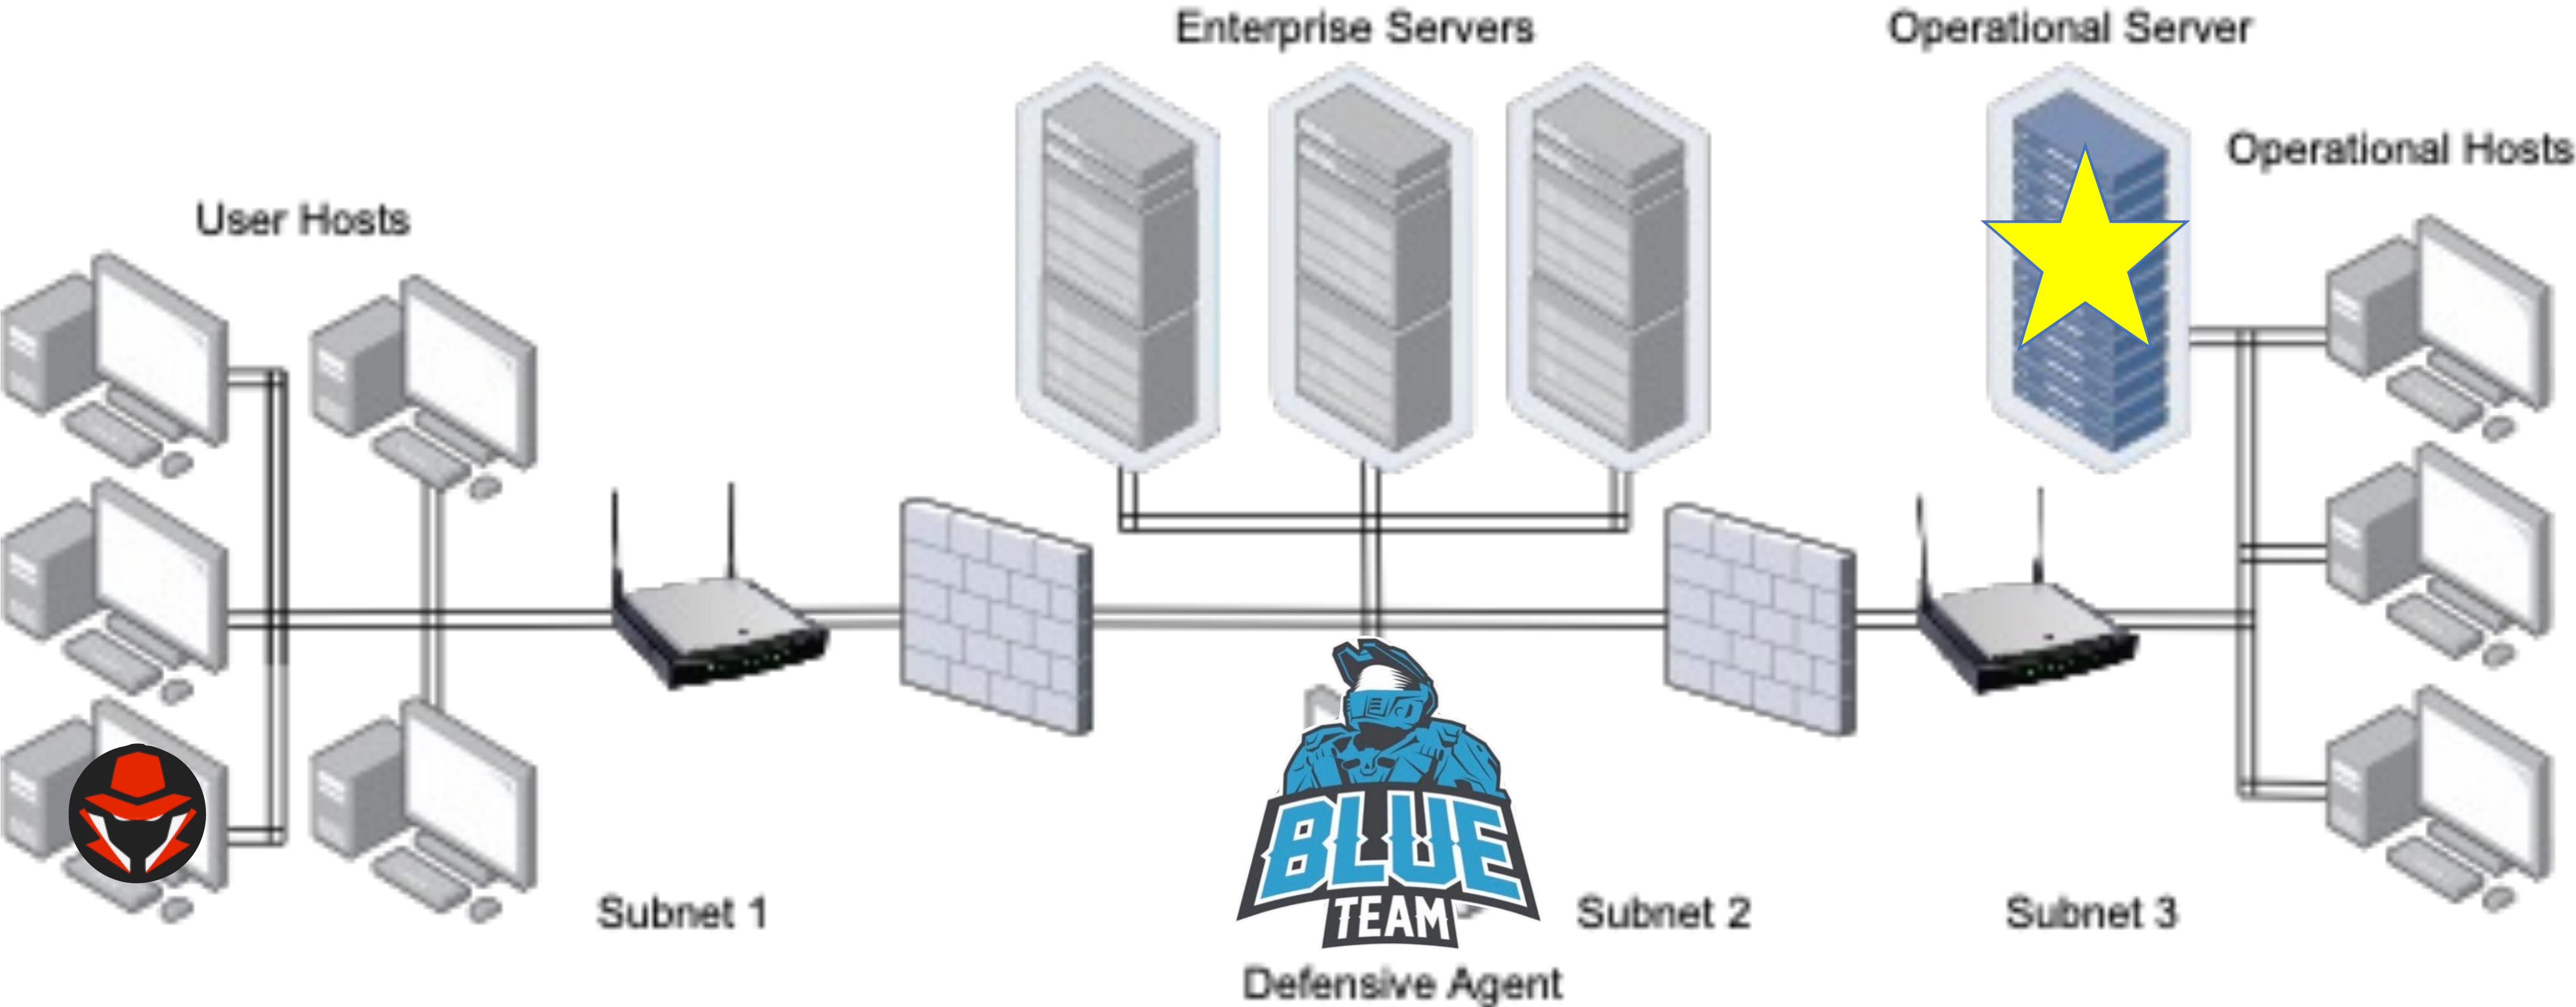 Enterprise Servers
Operational Server
Operational Hosts
User Hosts
BLUE
TEAM
Subnet 1
Subnet 2
Subnet 3
Defensive Agent